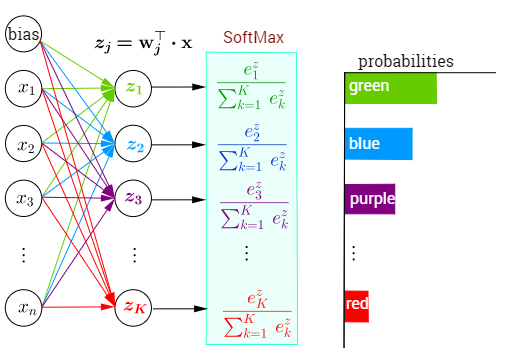 bias
z_j = w_j^⊤ · x
SoftMax
probabilities
x_1
z_1
e_1^z / ∑_{k=1}^K e_k^z
green
x_2
z_2
e_2^z / ∑_{k=1}^K e_k^z
blue
x_3
z_3
e_3^z / ∑_{k=1}^K e_k^z
purple
⋮
⋮
⋮
⋮
x_n
z_K
e_K^z / ∑_{k=1}^K e_k^z
red